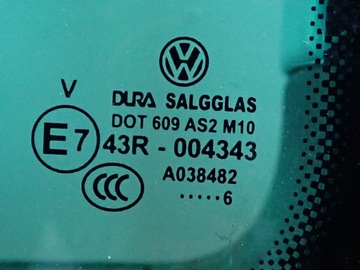 V
DURA SALGGLAS
DOT 609 AS2 M10
E7 43R - 004343
A038482
.....6